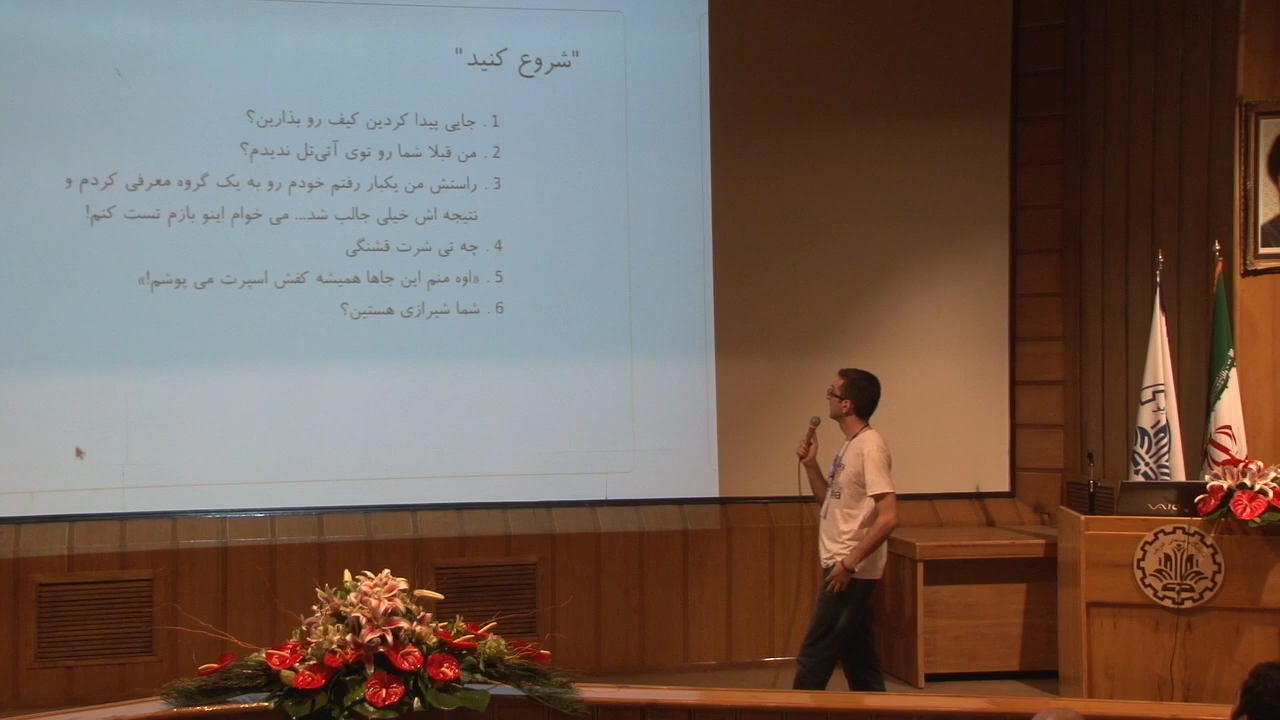 "شروع کنید"
1. جایی پیدا کردین کیف رو بذارین؟
2. من قبلا شما رو توی آتی‌تل ندیدم؟
3. راستش من یکبار رفتم خودم رو به یک گروه معرفی کردم و
نتیجه اش خیلی جالب شد... می خوام اینو بازم تست کنم!
4. چه تی شرت قشنگی
5. «اوه منم این جاها همیشه کفش اسپرت می پوشم!»
6. شما شیرازی هستین؟
VAIO